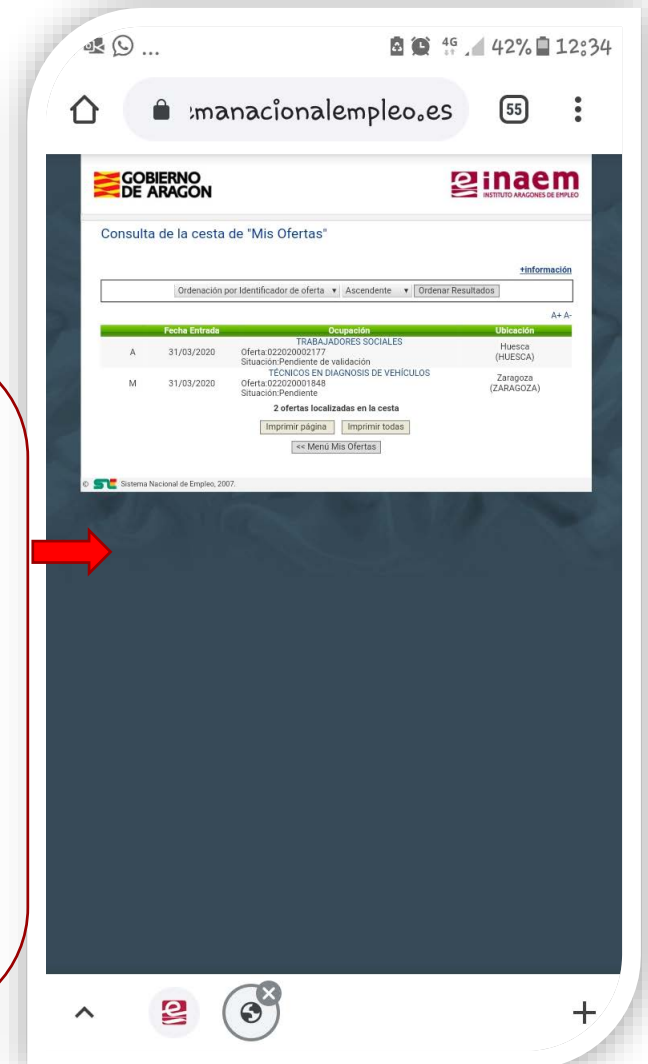 ... 4G 42% 12:34
:manacionalempleo.es 55
GOBIERNO
DE ARAGON
inaem
INSTITUTO ARAGONES DE EMPLEO
Consulta de la cesta de "Mis Ofertas"
+información
Ordenación por Identificador de oferta Ascendente Ordenar Resultados
A+ A-
Fecha Entrada Ocupación Ubicación
TRABAJADORES SOCIALES
A 31/03/2020 Oferta:022020002177 Huesca
Situación:Pendiente de validación (HUESCA)
TÉCNICOS EN DIAGNOSIS DE VEHÍCULOS
M 31/03/2020 Oferta:022020001848 Zaragoza
Situación:Pendiente (ZARAGOZA)
2 ofertas localizadas en la cesta
Imprimir página Imprimir todas
<< Menú Mis Ofertas
© Sistema Nacional de Empleo, 2007.